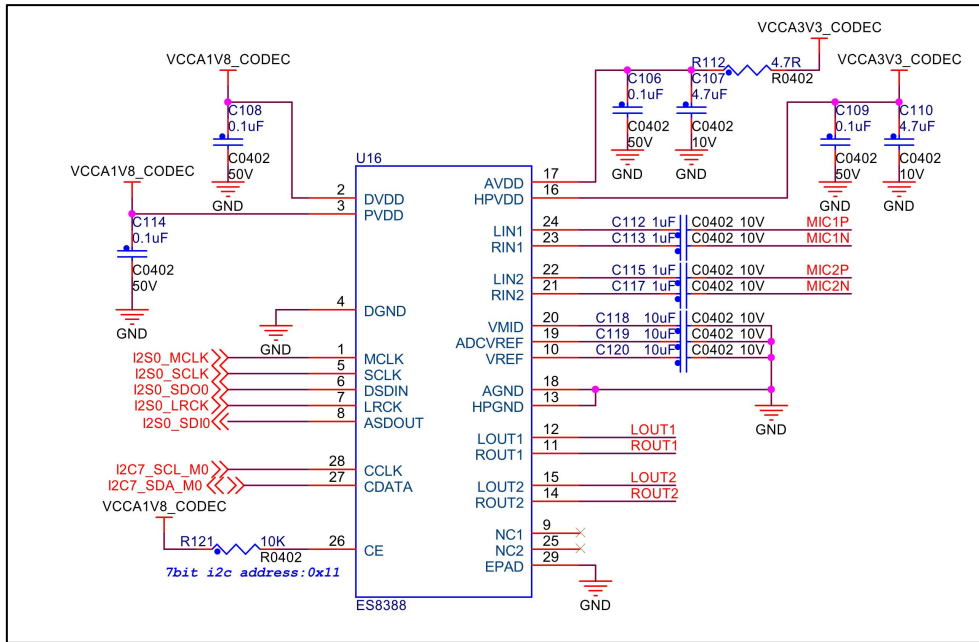 VCCA3V3_CODEC
VCCA1V8_CODEC
R112 4.7R
R0402
VCCA3V3_CODEC
C106
0.1uF
C0402
50V
GND
C107
4.7uF
C0402
10V
GND
C108
0.1uF
C0402
50V
GND
C109
0.1uF
C0402
50V
GND
C110
4.7uF
C0402
10V
GND
VCCA1V8_CODEC
C114
0.1uF
C0402
50V
GND
U16
2 DVDD
3 PVDD
4 DGND
GND
I2S0_MCLK 1 MCLK
I2S0_SCLK 5 SCLK
I2S0_SDO0 6 DSDIN
I2S0_LRCK 7 LRCK
I2S0_SDI0 8 ASDOUT
I2C7_SCL_M0 28 CCLK
I2C7_SDA_M0 27 CDATA
VCCA1V8_CODEC
R121 10K 26 CE
R0402
7bit i2c address:0x11
ES8388
AVDD 17
HPVDD 16
LIN1 24 C112 1uF C0402 10V MIC1P
RIN1 23 C113 1uF C0402 10V MIC1N
LIN2 22 C115 1uF C0402 10V MIC2P
RIN2 21 C117 1uF C0402 10V MIC2N
VMID 20 C118 10uF C0402 10V
ADCVREF 19 C119 10uF C0402 10V
VREF 10 C120 10uF C0402 10V
AGND 18
HPGND 13
GND
LOUT1 12 LOUT1
ROUT1 11 ROUT1
LOUT2 15 LOUT2
ROUT2 14 ROUT2
NC1 9
NC2 25
EPAD 29
GND